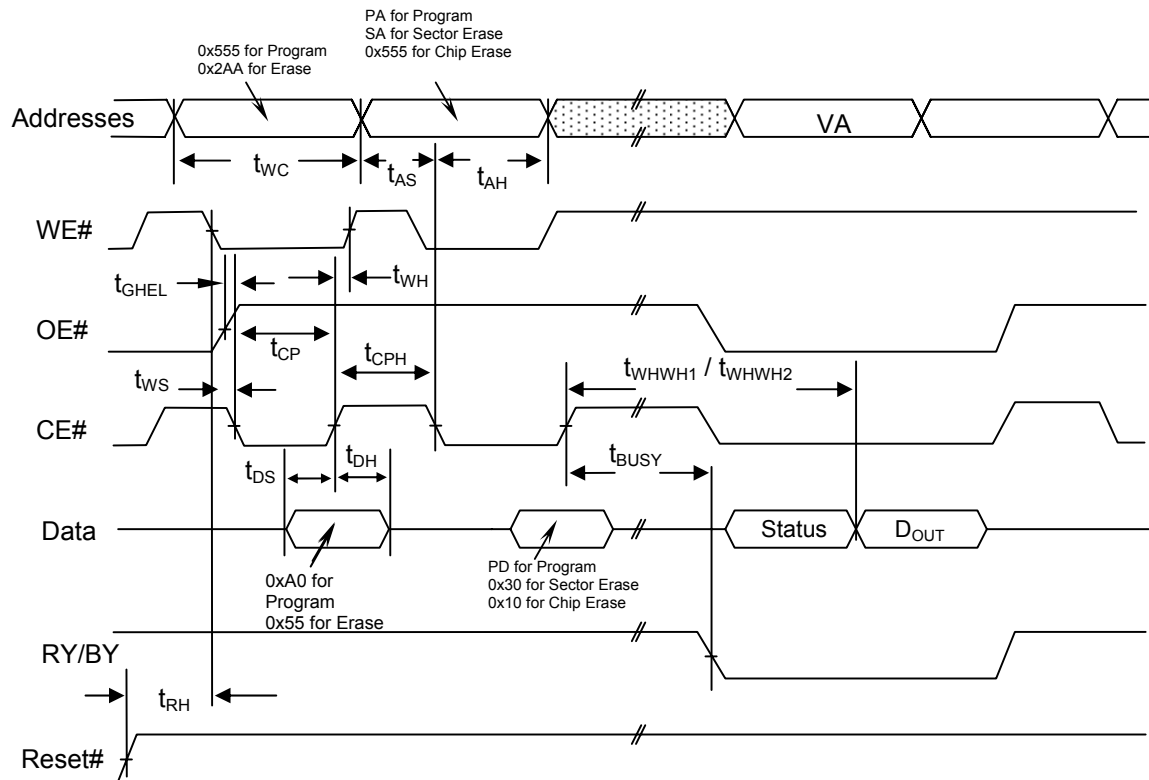 PA for Program
SA for Sector Erase
0x555 for Chip Erase
0x555 for Program
0x2AA for Erase
Addresses
VA
tWC
tAS
tAH
WE#
tGHEL
tWH
OE#
tCP
tCPH
tWHWH1 / tWHWH2
tWS
CE#
tDS
tDH
tBUSY
Data
Status
DOUT
0xA0 for
Program
0x55 for Erase
PD for Program
0x30 for Sector Erase
0x10 for Chip Erase
RY/BY
tRH
Reset#